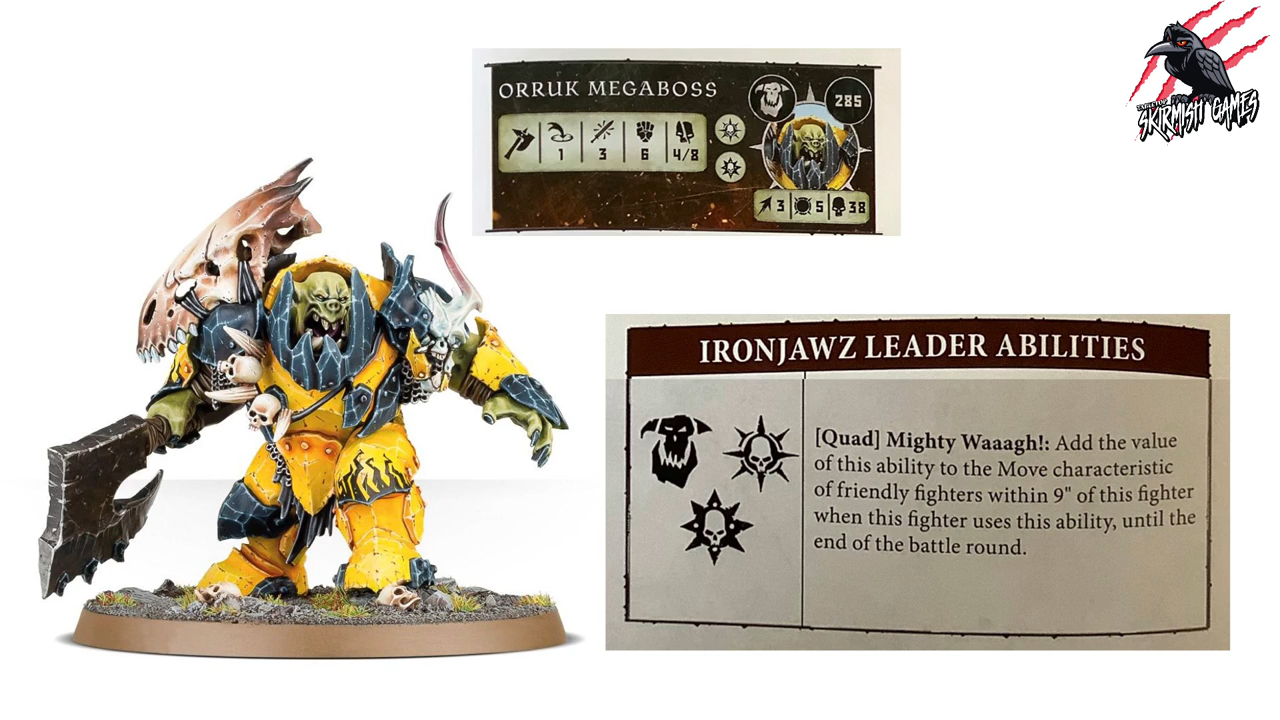 ORRUK MEGABOSS
285
1 3 6 4/8
3 5 38
TABLETOP
SKIRMISH GAMES
IRONJAWZ LEADER ABILITIES
[Quad] Mighty Waaagh!: Add the value
of this ability to the Move characteristic
of friendly fighters within 9" of this fighter
when this fighter uses this ability, until the
end of the battle round.